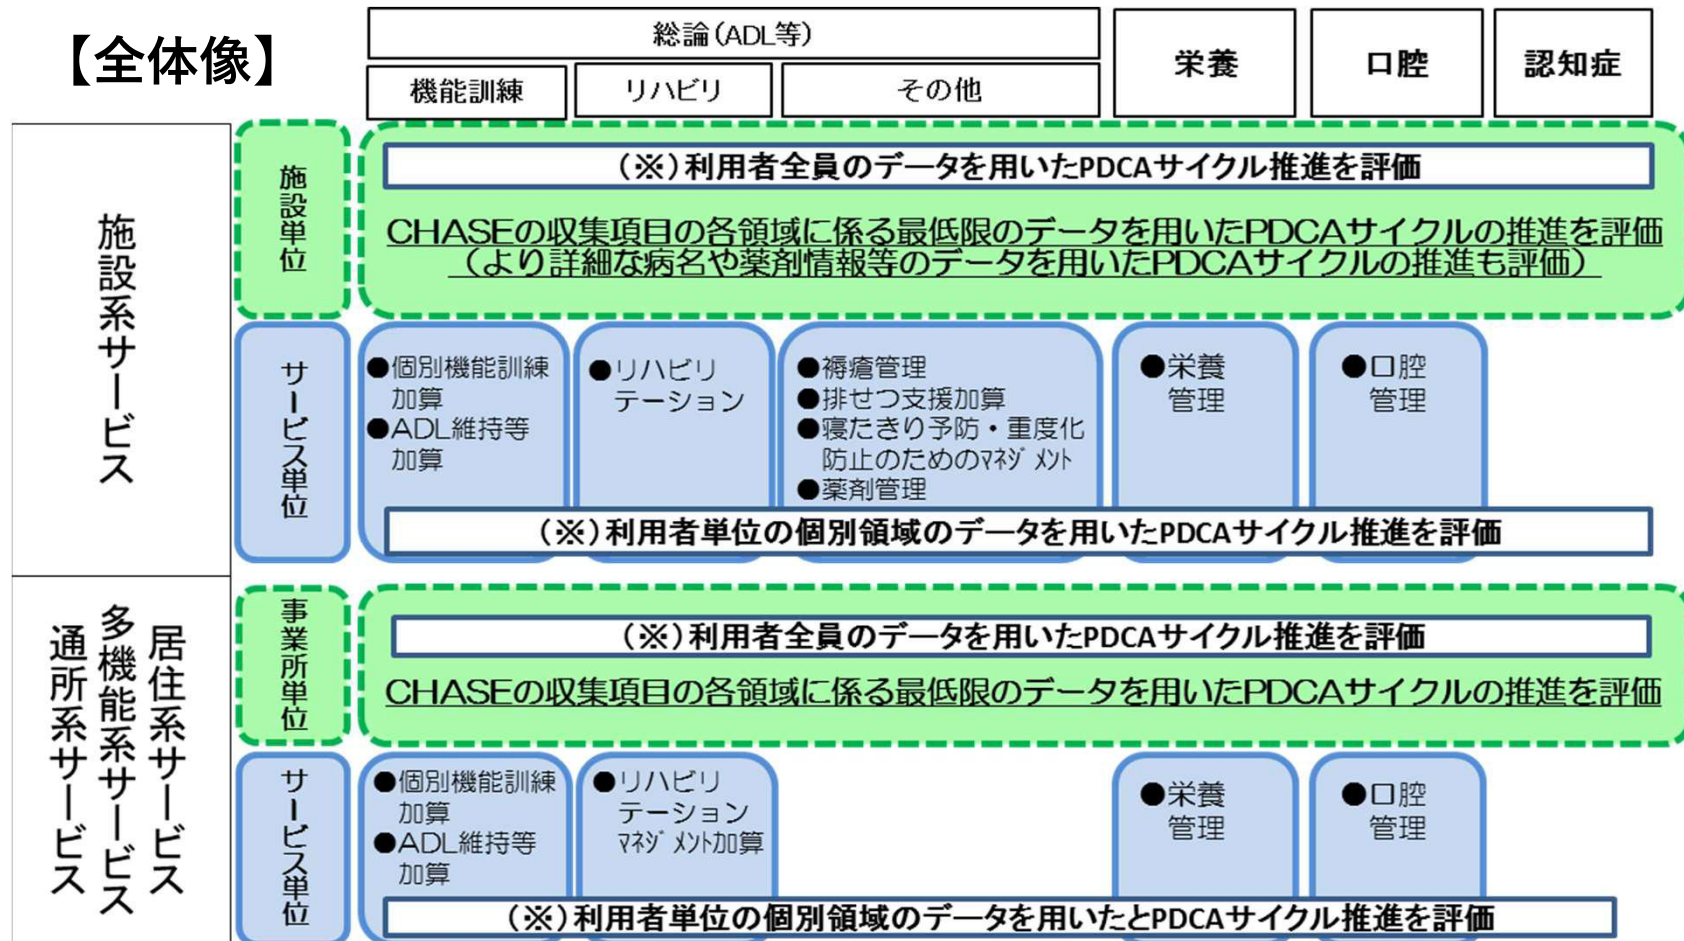 【全体像】
総論(ADL等)
機能訓練
リハビリ
その他
栄養
口腔
認知症
施設系サービス
施設単位
(※)利用者全員のデータを用いたPDCAサイクル推進を評価
CHASEの収集項目の各領域に係る最低限のデータを用いたPDCAサイクルの推進を評価
(より詳細な病名や薬剤情報等のデータを用いたPDCAサイクルの推進も評価)
サービス単位
●個別機能訓練
加算
●ADL維持等
加算
●リハビリ
テーション
●褥瘡管理
●排せつ支援加算
●寝たきり予防・重度化
防止のためのマネジメント
●薬剤管理
●栄養
管理
●口腔
管理
(※)利用者単位の個別領域のデータを用いたPDCAサイクル推進を評価
居住系サービス
多機能系サービス
通所系サービス
事業所単位
(※)利用者全員のデータを用いたPDCAサイクル推進を評価
CHASEの収集項目の各領域に係る最低限のデータを用いたPDCAサイクルの推進を評価
サービス単位
●個別機能訓練
加算
●ADL維持等
加算
●リハビリ
テーション
マネジメント加算
●栄養
管理
●口腔
管理
(※)利用者単位の個別領域のデータを用いたとPDCAサイクル推進を評価